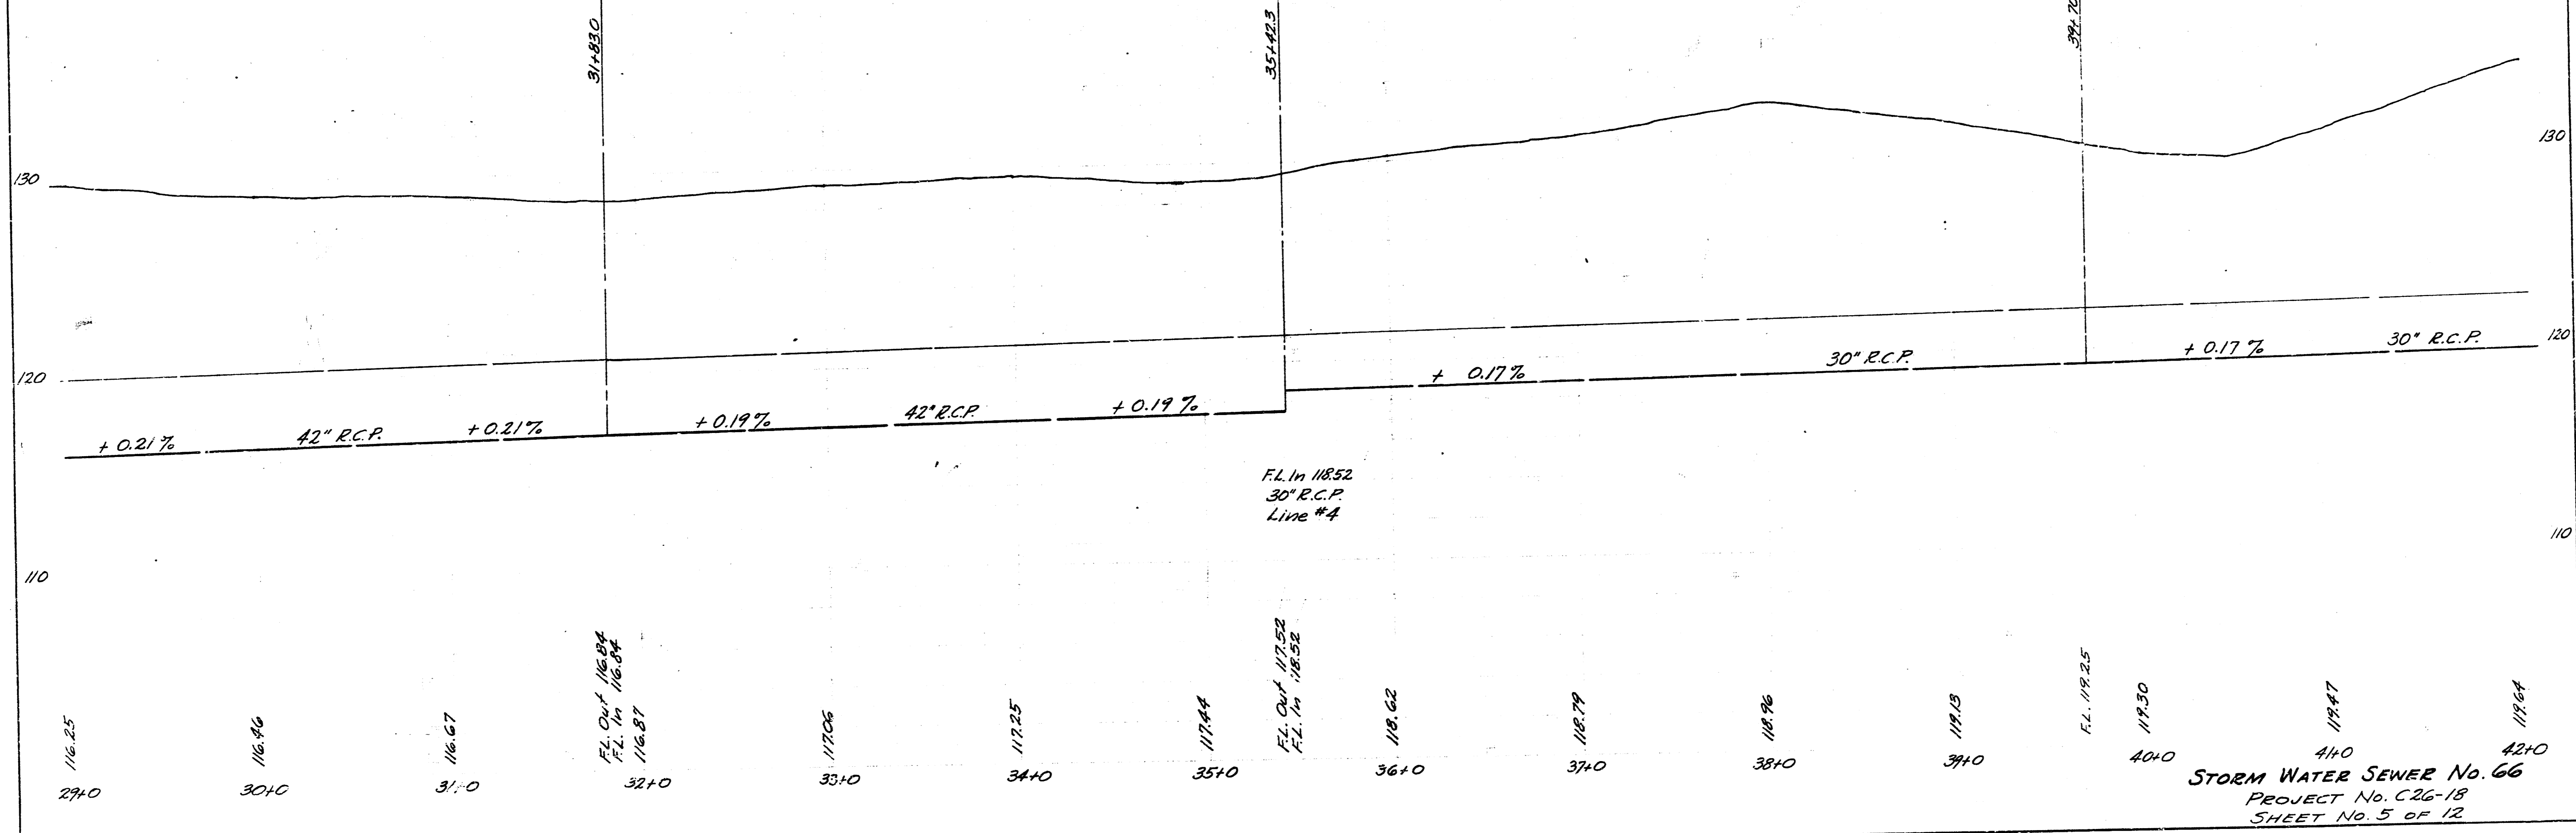 31+83.0
35+42.3
39+70
130
130
120
120
110
110
+ 0.21%
42" R.C.P.
+ 0.21%
+ 0.19%
42" R.C.P.
+ 0.19%
+ 0.17%
30" R.C.P.
+ 0.17%
30" R.C.P.
F.L. In 118.52
30" R.C.P.
Line #4
116.25
116.46
116.67
F.L. Out 116.84
F.L. In 116.84
116.87
117.06
117.25
117.44
F.L. Out 117.52
F.L. In 118.52
118.62
118.79
118.96
119.13
F.L. 119.25
119.30
119.47
119.64
29+0
30+0
31+0
32+0
33+0
34+0
35+0
36+0
37+0
38+0
39+0
40+0
41+0
42+0
STORM WATER SEWER No. 66
PROJECT No. C26-18
SHEET No. 5 OF 12